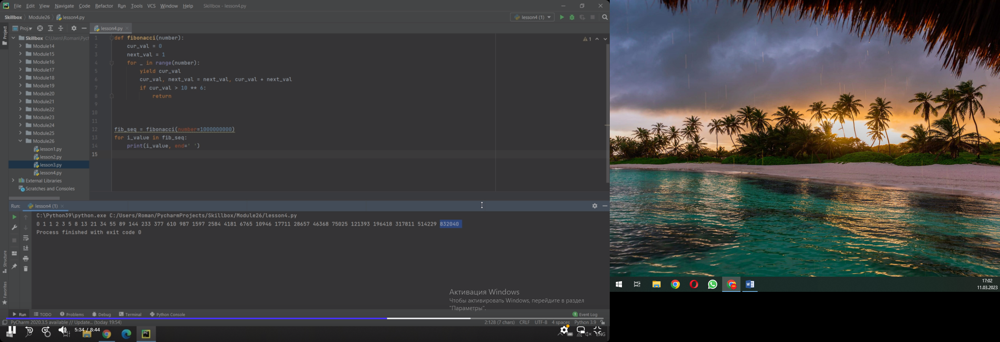 File Edit View Navigate Code Refactor Run Tools VCS Window Help Skillbox - lesson4.py
Skillbox Module26 lesson4.py
lesson4 (1)
Project
Proj...
lesson4.py
Skillbox C:\Users\Roman\Pych
Module14
Module15
Module16
Module17
Module18
Module19
Module20
Module21
Module22
Module23
Module24
Module25
Module26
lesson1.py
lesson2.py
lesson3.py
lesson4.py
External Libraries
Scratches and Consoles
1 def fibonacci(number):
2 cur_val = 0
3 next_val = 1
4 for _ in range(number):
5 yield cur_val
6 cur_val, next_val = next_val, cur_val + next_val
7 if cur_val > 10 ** 6:
8 return
9
10
11
12 fib_seq = fibonacci(number=1000000000)
13 for i_value in fib_seq:
14 print(i_value, end=' ')
15
1
Run: lesson4 (1)
C:\Python39\python.exe C:/Users/Roman/PycharmProjects/Skillbox/Module26/lesson4.py
0 1 1 2 3 5 8 13 21 34 55 89 144 233 377 610 987 1597 2584 4181 6765 10946 17711 28657 46368 75025 121393 196418 317811 514229 832040
Process finished with exit code 0
Structure
Favorites
Активация Windows
Чтобы активировать Windows, перейдите в раздел
"Параметры".
Run TODO Problems Debug Terminal Python Console
1 Event Log
PyCharm 2020.3.5 available // Update... (today 19:54)
2:128 (7 chars) CRLF UTF-8 4 spaces Python 3.9
10 10 5:34 / 8:44
PC
ENG
W
17:02
11.03.2023